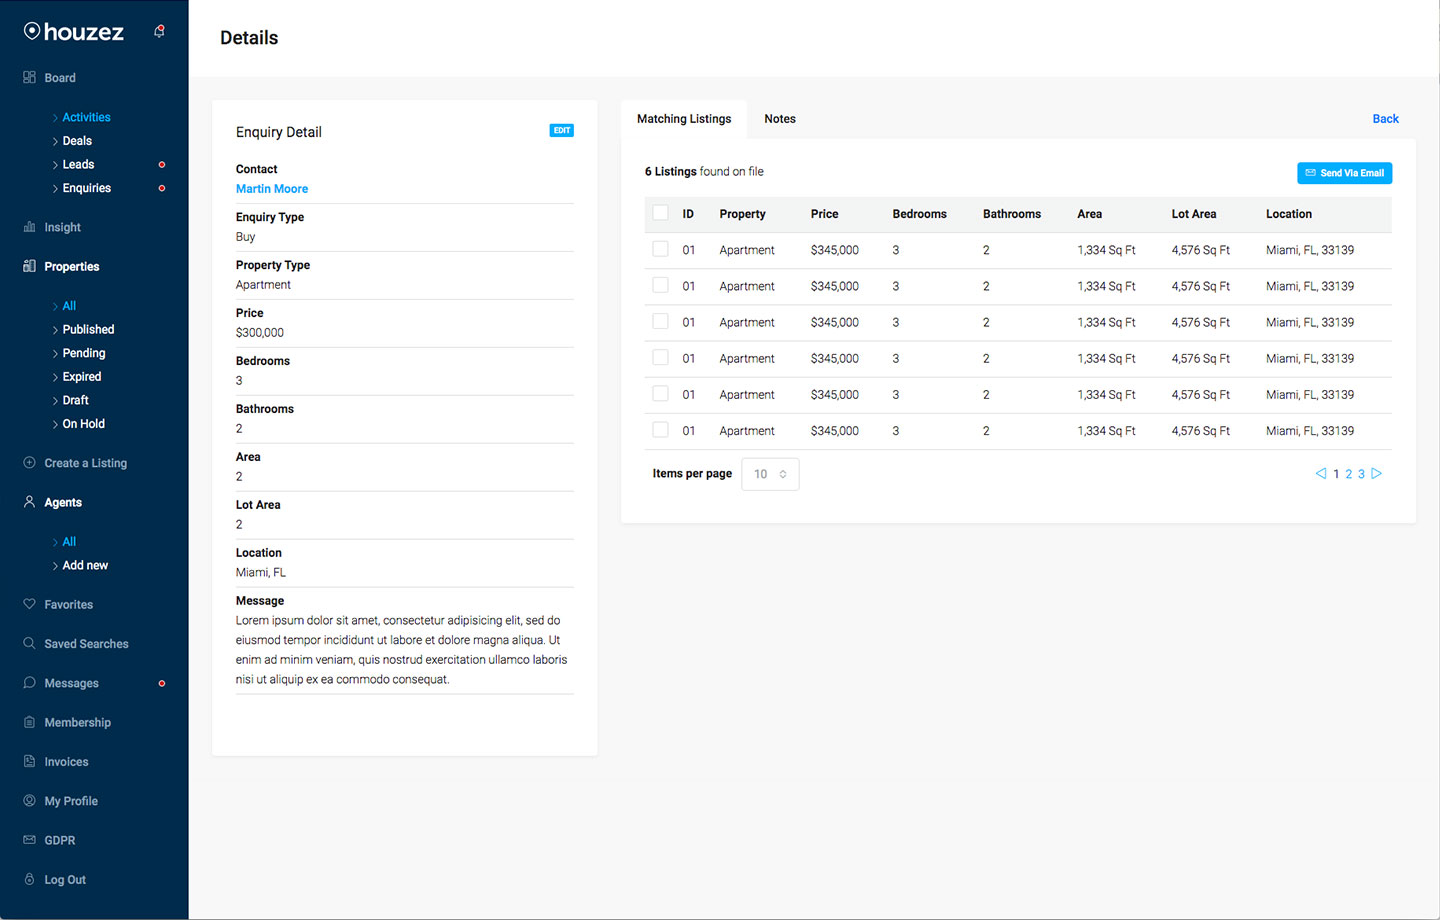 houzez
Board
Activities
Deals
Leads
Enquiries
Insight
Properties
All
Published
Pending
Expired
Draft
On Hold
Create a Listing
Agents
All
Add new
Favorites
Saved Searches
Messages
Membership
Invoices
My Profile
GDPR
Log Out
Details
Enquiry Detail EDIT
Contact
Martin Moore
Enquiry Type
Buy
Property Type
Apartment
Price
$300,000
Bedrooms
3
Bathrooms
2
Area
2
Lot Area
2
Location
Miami, FL
Message
Lorem ipsum dolor sit amet, consectetur adipisicing elit, sed do
eiusmod tempor incididunt ut labore et dolore magna aliqua. Ut
enim ad minim veniam, quis nostrud exercitation ullamco laboris
nisi ut aliquip ex ea commodo consequat.
Matching Listings Notes Back
6 Listings found on file Send Via Email
ID Property Price Bedrooms Bathrooms Area Lot Area Location
01 Apartment $345,000 3 2 1,334 Sq Ft 4,576 Sq Ft Miami, FL, 33139
01 Apartment $345,000 3 2 1,334 Sq Ft 4,576 Sq Ft Miami, FL, 33139
01 Apartment $345,000 3 2 1,334 Sq Ft 4,576 Sq Ft Miami, FL, 33139
01 Apartment $345,000 3 2 1,334 Sq Ft 4,576 Sq Ft Miami, FL, 33139
01 Apartment $345,000 3 2 1,334 Sq Ft 4,576 Sq Ft Miami, FL, 33139
01 Apartment $345,000 3 2 1,334 Sq Ft 4,576 Sq Ft Miami, FL, 33139
Items per page 10 1 2 3